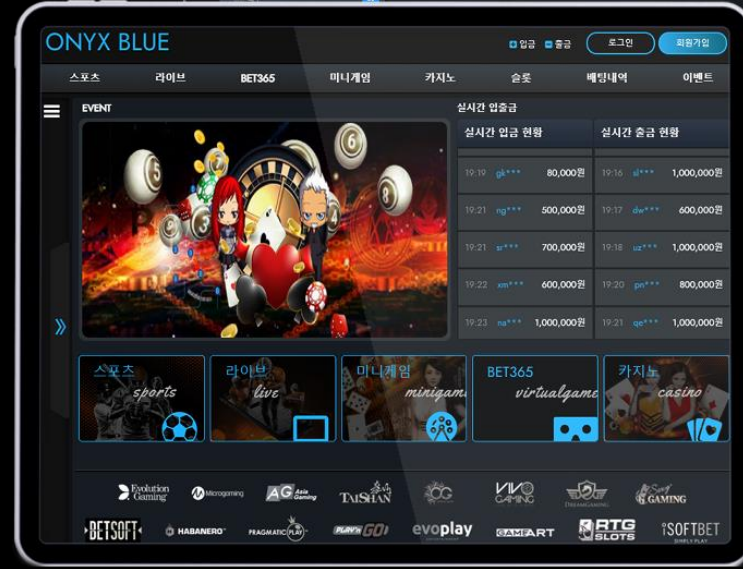 ONYX BLUE
입금 출금 로그인 회원가입
스포츠 라이브 BET365 미니게임 카지노 슬롯 배팅내역 이벤트
EVENT
실시간 입출금
실시간 입금 현황 실시간 출금 현황
19:19 gk*** 80,000원 19:16 sl*** 1,000,000원
19:21 ng*** 500,000원 19:17 dw*** 600,000원
19:21 sr*** 700,000원 19:18 uz*** 1,000,000원
19:22 xm*** 600,000원 19:20 pn*** 800,000원
19:23 na*** 1,000,000원 19:21 qe*** 1,000,000원
스포츠 라이브 미니게임 BET365 카지노
sports live minigam virtualgame casino
Evolution Gaming Microgaming AG Asia Gaming TAISHAN OG VIVO GAMING DREAMGAMING Sexy GAMING
BETSOFT HABANERO PRAGMATIC PLAY PLAY'n GO evoplay GAMEART RTG SLOTS iSOFTBET